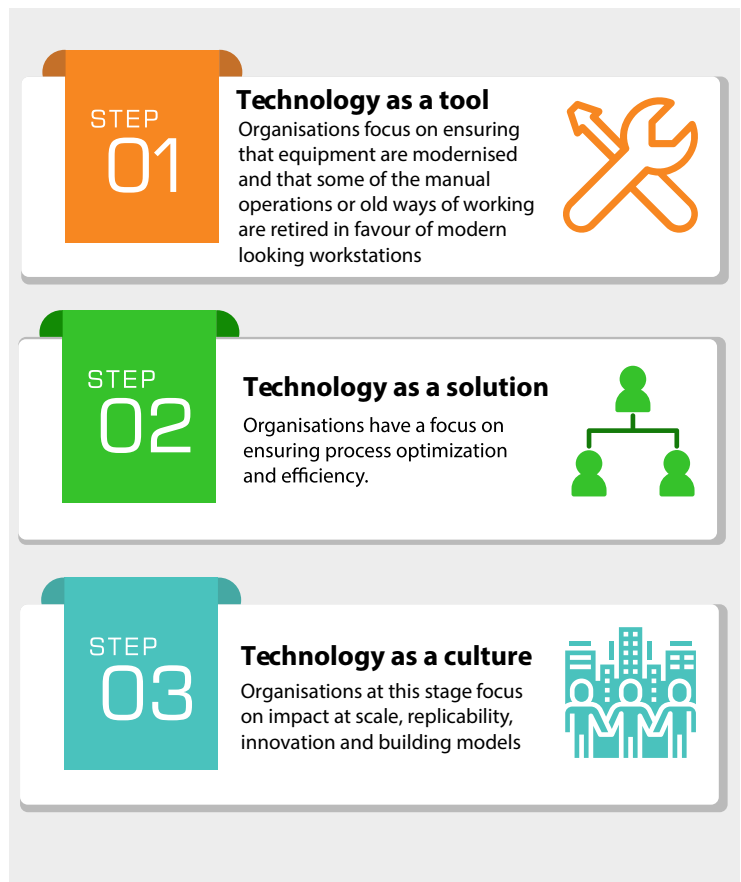 STEP
01
Technology as a tool
Organisations focus on ensuring
that equipment are modernised
and that some of the manual
operations or old ways of working
are retired in favour of modern
looking workstations
STEP
02
Technology as a solution
Organisations have a focus on
ensuring process optimization
and efficiency.
STEP
03
Technology as a culture
Organisations at this stage focus
on impact at scale, replicability,
innovation and building models